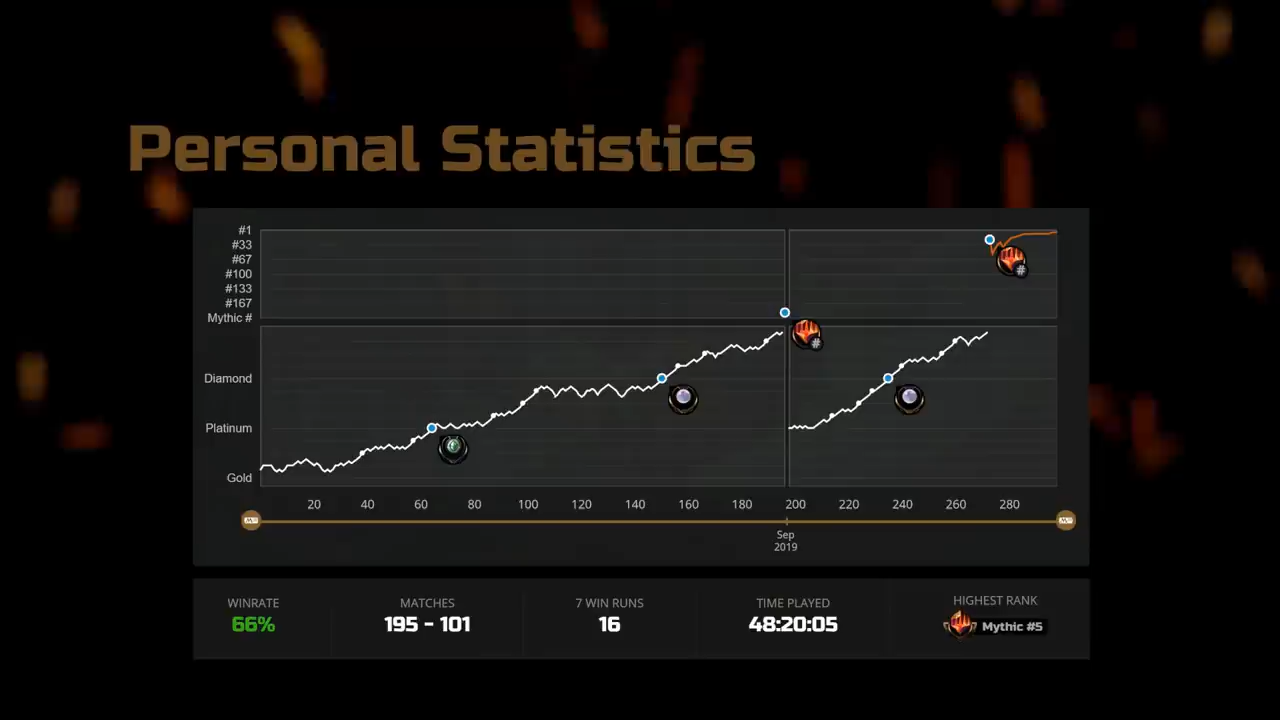 Personal Statistics
#1
#33
#67
#100
#133
#167
Mythic #
Diamond
Platinum
Gold
20 40 60 80 100 120 140 160 180 200 220 240 260 280
Sep
2019
WINRATE MATCHES 7 WIN RUNS TIME PLAYED HIGHEST RANK
66% 195 - 101 16 48:20:05 Mythic #5